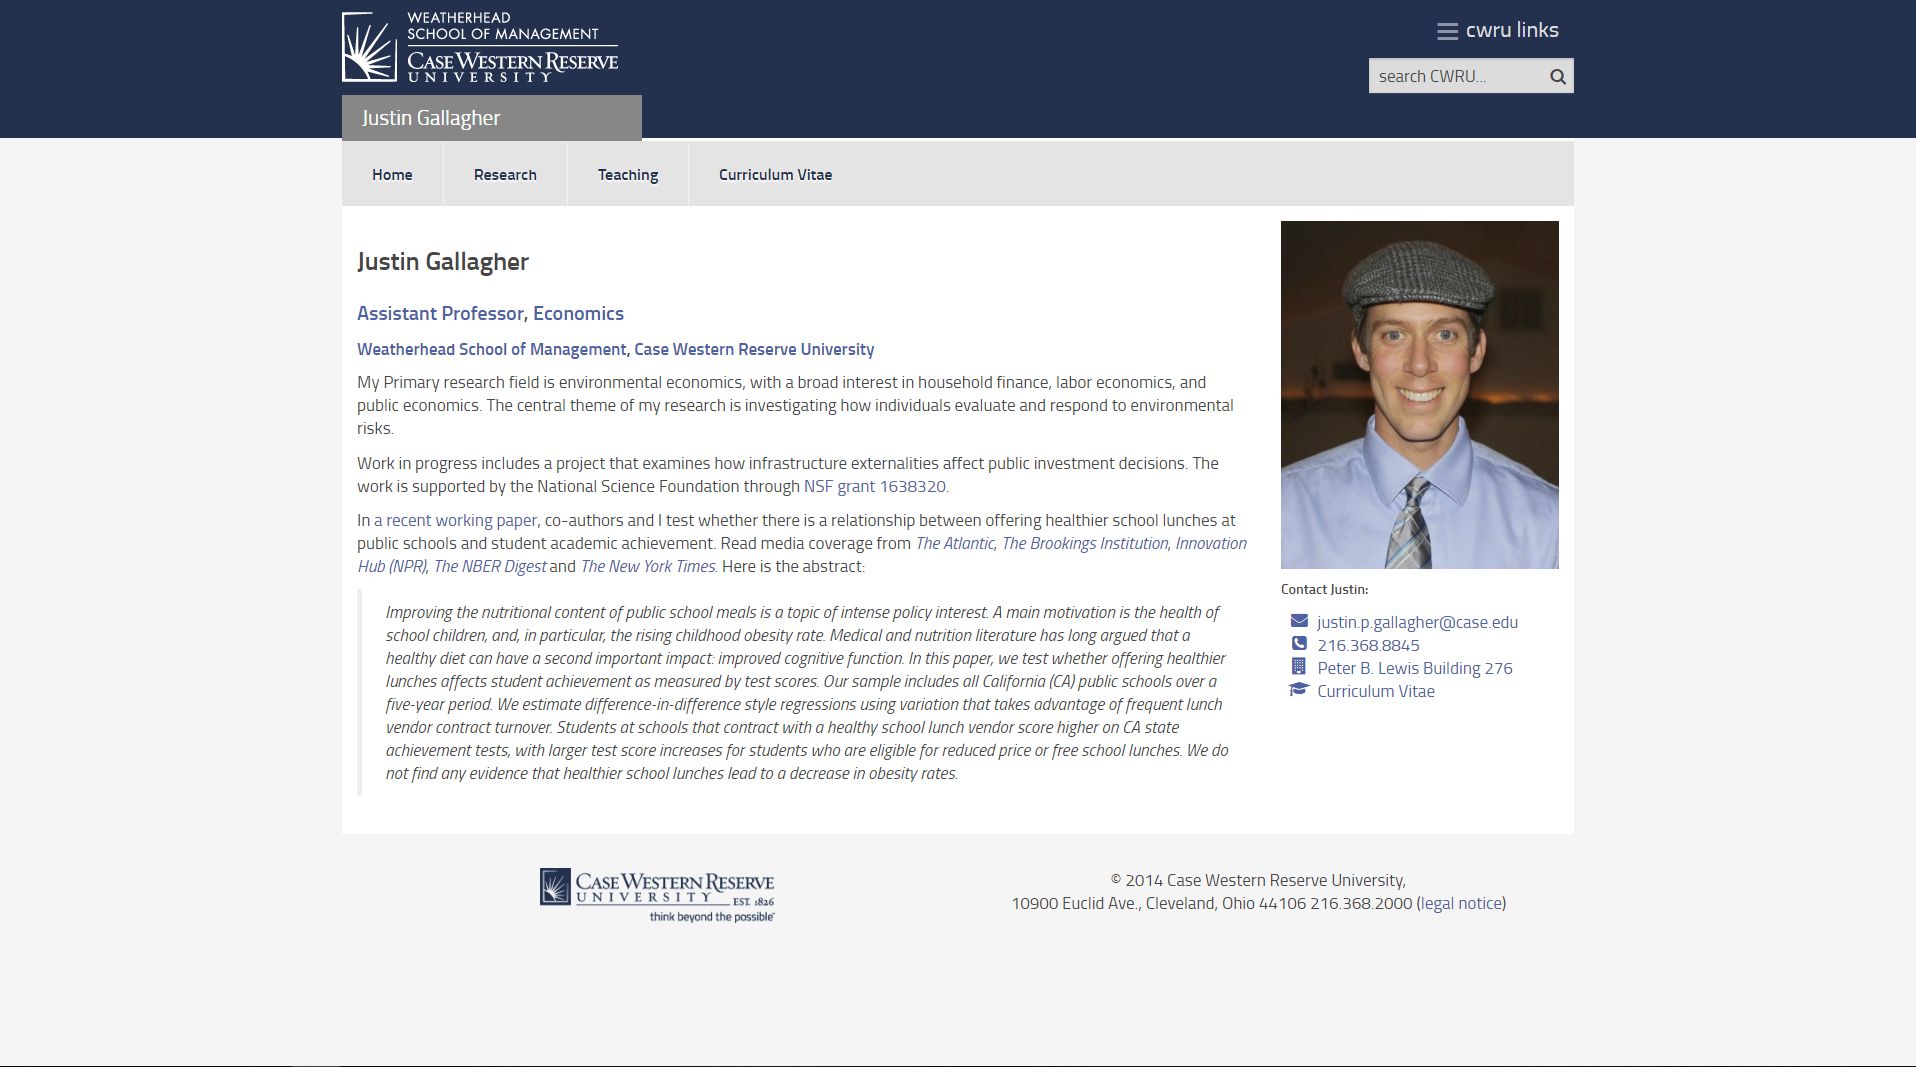 WEATHERHEAD
SCHOOL OF MANAGEMENT
CASE WESTERN RESERVE
UNIVERSITY
cwru links
search CWRU...
Justin Gallagher
Home
Research
Teaching
Curriculum Vitae
Justin Gallagher
Assistant Professor, Economics
Weatherhead School of Management, Case Western Reserve University
My Primary research field is environmental economics, with a broad interest in household finance, labor economics, and
public economics. The central theme of my research is investigating how individuals evaluate and respond to environmental
risks.
Work in progress includes a project that examines how infrastructure externalities affect public investment decisions. The
work is supported by the National Science Foundation through NSF grant 1638320.
In a recent working paper, co-authors and I test whether there is a relationship between offering healthier school lunches at
public schools and student academic achievement. Read media coverage from The Atlantic, The Brookings Institution, Innovation
Hub (NPR), The NBER Digest and The New York Times. Here is the abstract:
Improving the nutritional content of public school meals is a topic of intense policy interest. A main motivation is the health of
school children, and, in particular, the rising childhood obesity rate. Medical and nutrition literature has long argued that a
healthy diet can have a second important impact: improved cognitive function. In this paper, we test whether offering healthier
lunches affects student achievement as measured by test scores. Our sample includes all California (CA) public schools over a
five-year period. We estimate difference-in-difference style regressions using variation that takes advantage of frequent lunch
vendor contract turnover. Students at schools that contract with a healthy school lunch vendor score higher on CA state
achievement tests, with larger test score increases for students who are eligible for reduced price or free school lunches. We do
not find any evidence that healthier school lunches lead to a decrease in obesity rates.
Contact Justin:
justin.p.gallagher@case.edu
216.368.8845
Peter B. Lewis Building 276
Curriculum Vitae
CASE WESTERN RESERVE
UNIVERSITY EST. 1826
think beyond the possible®
© 2014 Case Western Reserve University,
10900 Euclid Ave., Cleveland, Ohio 44106 216.368.2000 (legal notice)